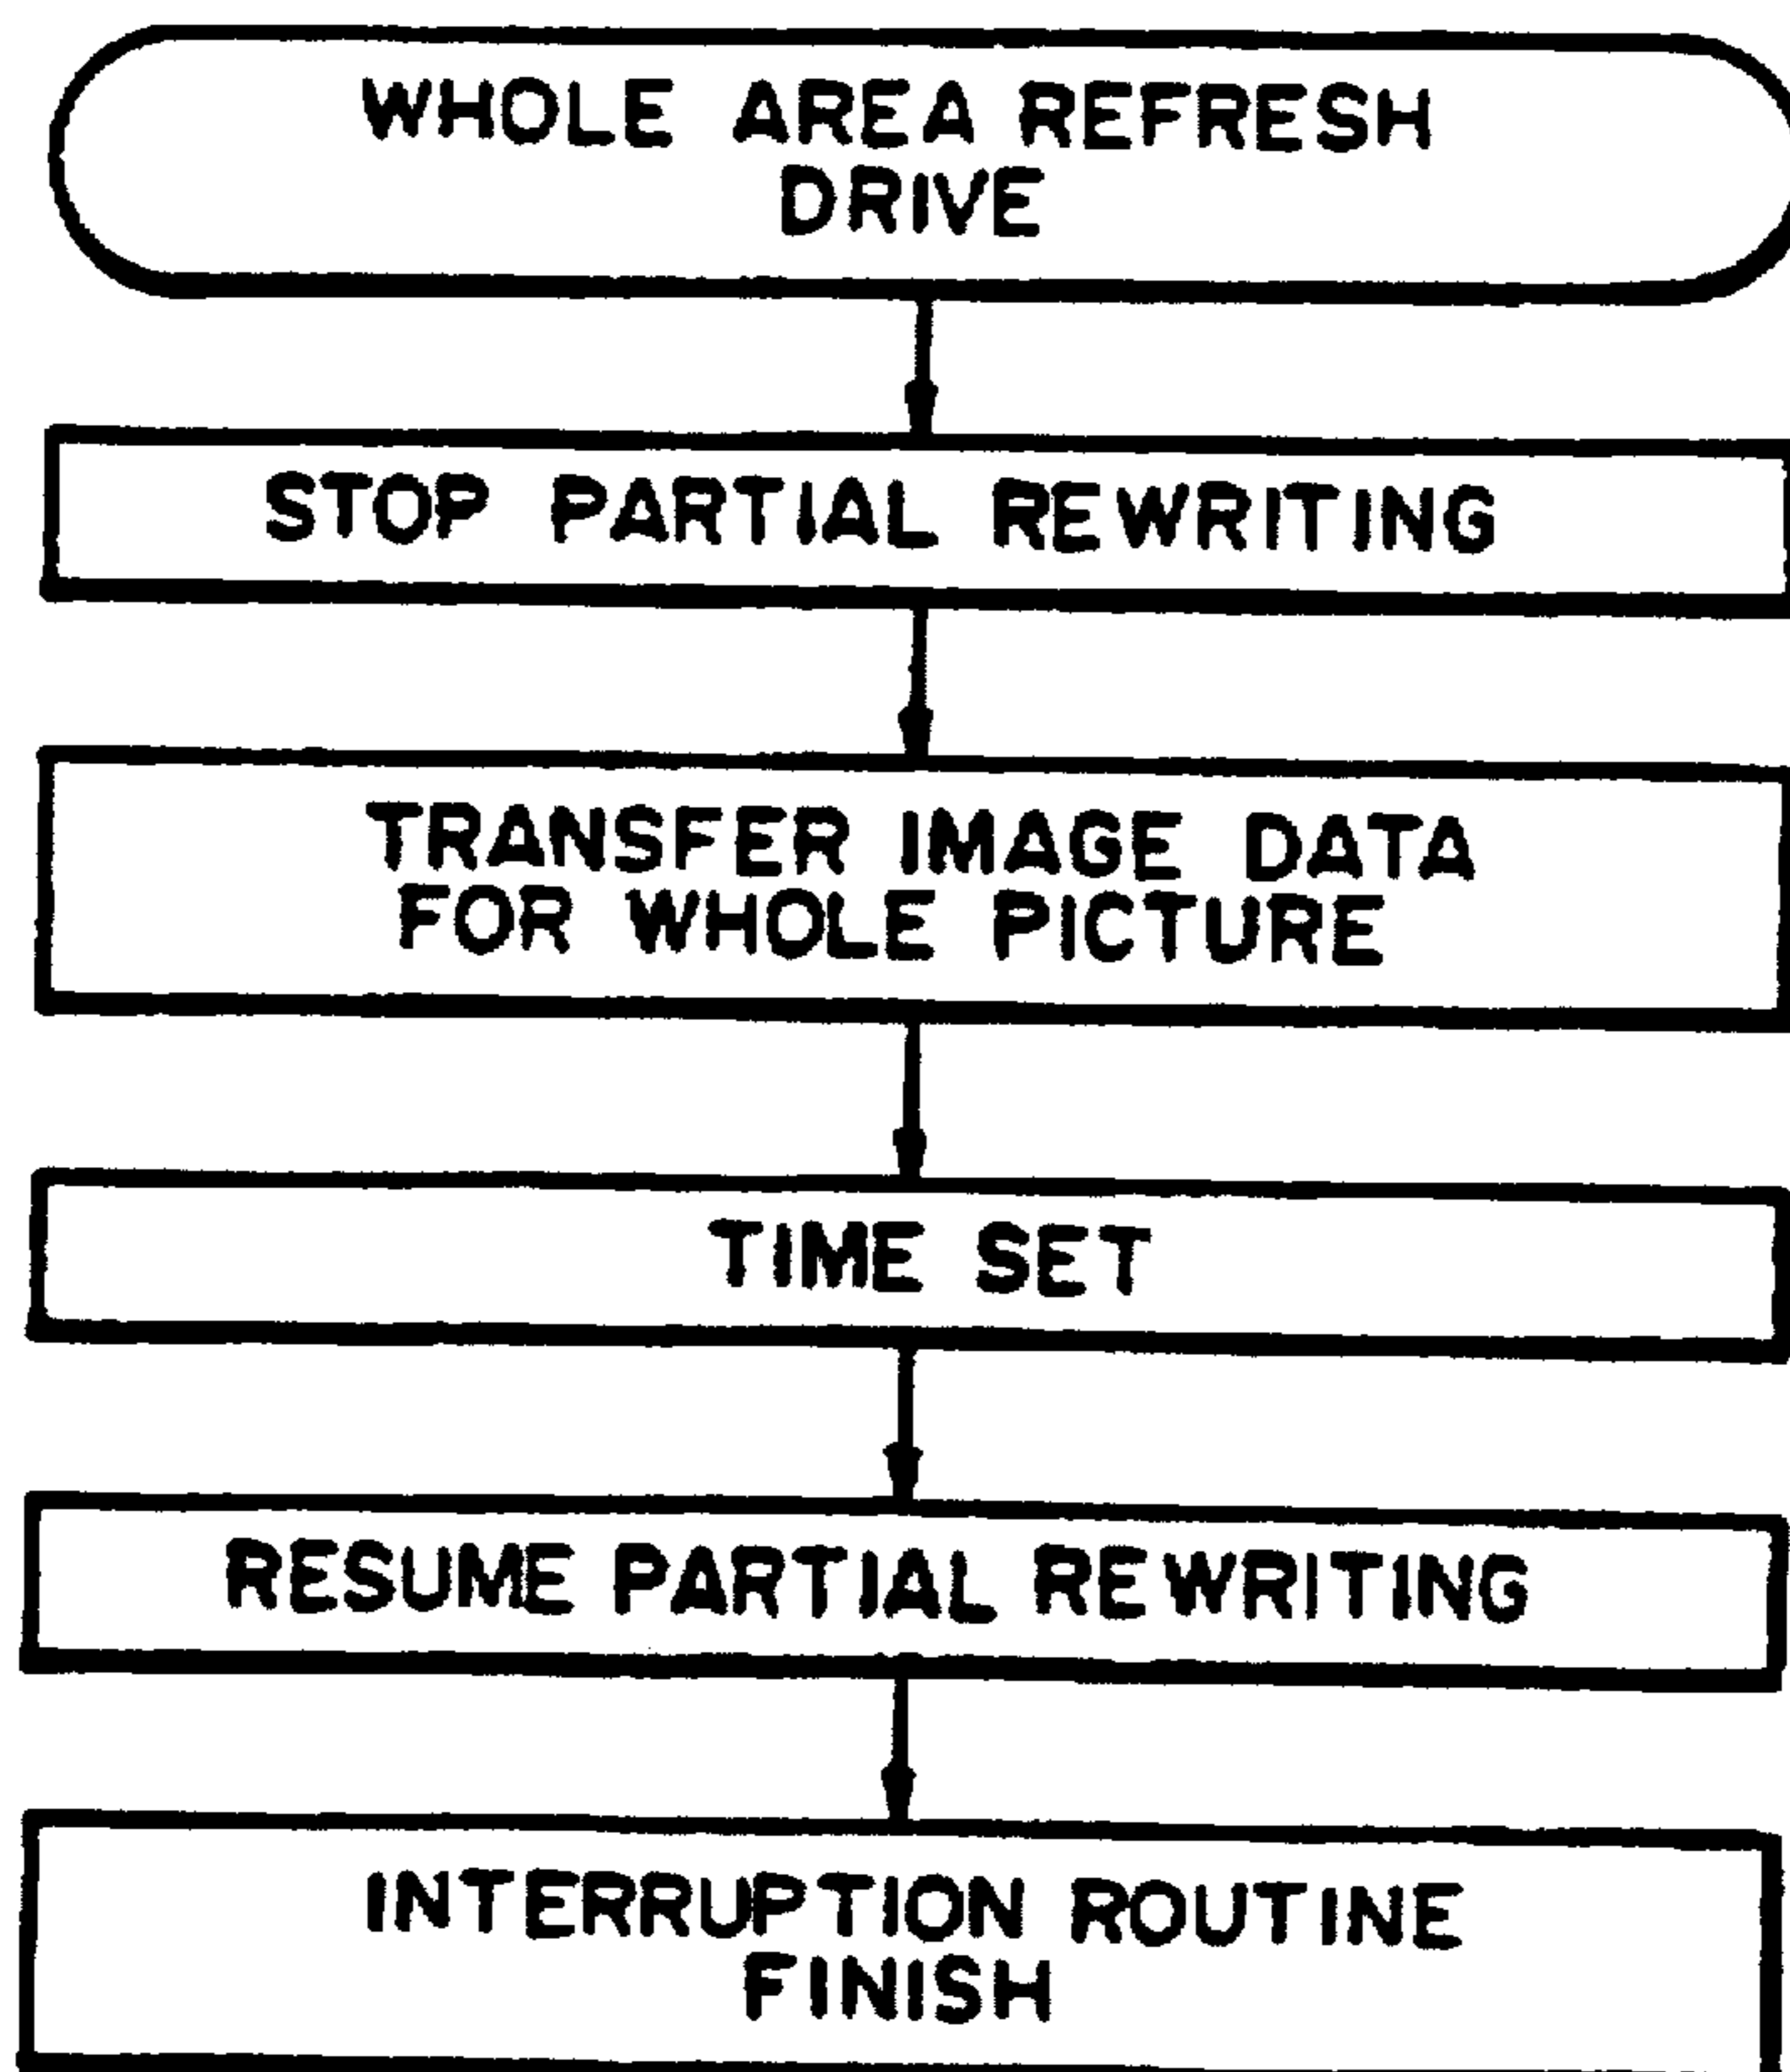 WHOLE AREA REFRESH
DRIVE
STOP PARTIAL REWRITING
TRANSFER IMAGE DATA
FOR WHOLE PICTURE
TIME SET
RESUME PARTIAL REWRITING
INTERRUPTION ROUTINE
FINISH